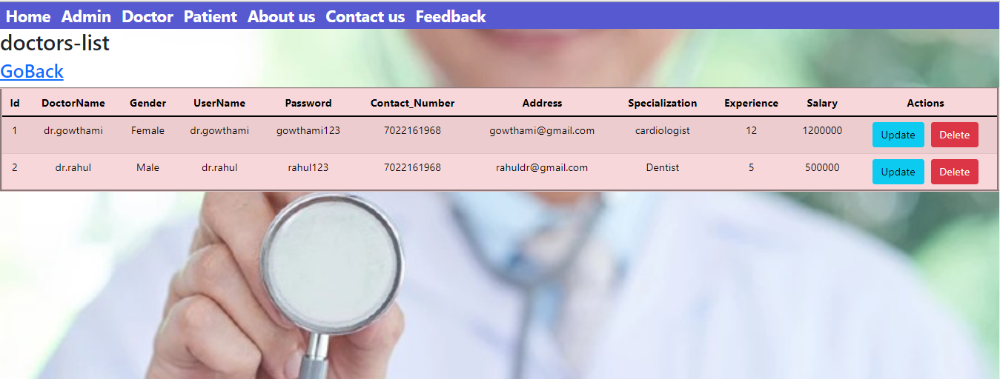 Home Admin Doctor Patient About us Contact us Feedback
doctors-list
GoBack
Id DoctorName Gender UserName Password Contact_Number Address Specialization Experience Salary Actions
1 dr.gowthami Female dr.gowthami gowthami123 7022161968 gowthami@gmail.com cardiologist 12 1200000 Update Delete
2 dr.rahul Male dr.rahul rahul123 7022161968 rahuldr@gmail.com Dentist 5 500000 Update Delete